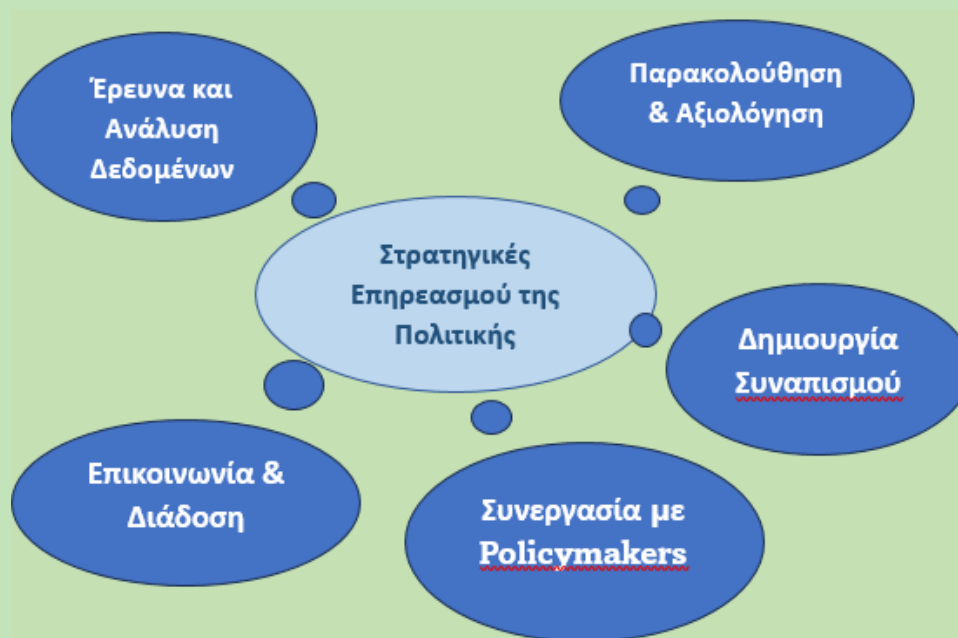 Έρευνα και
Ανάλυση
Δεδομένων
Παρακολούθηση
& Αξιολόγηση
Στρατηγικές
Επηρεασμού της
Πολιτικής
Δημιουργία
Συναπισμού
Επικοινωνία &
Διάδοση
Συνεργασία με
Policymakers